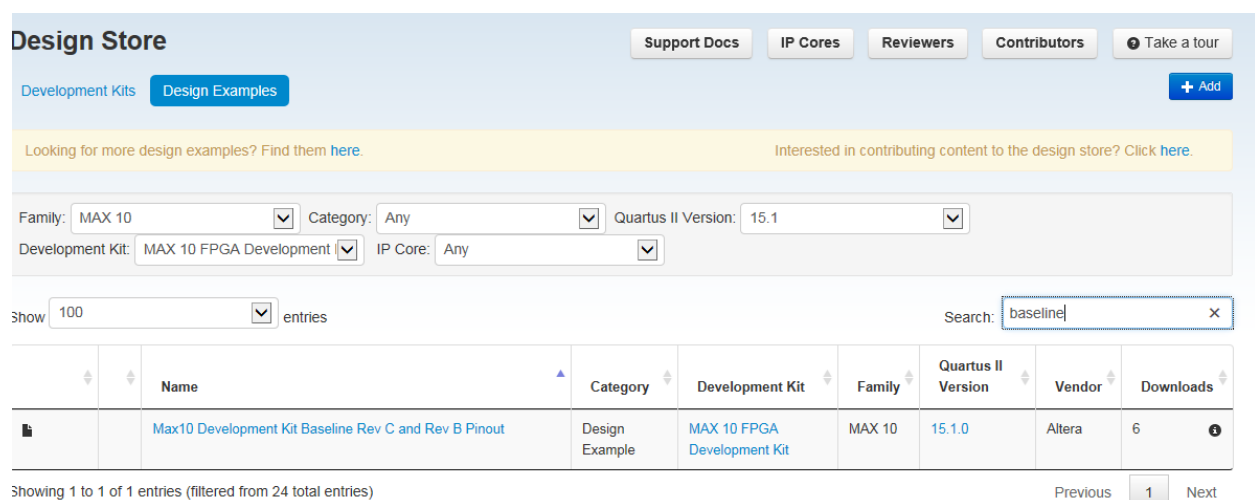 Design Store
Support Docs IP Cores Reviewers Contributors Take a tour
Development Kits Design Examples + Add
Looking for more design examples? Find them here. Interested in contributing content to the design store? Click here.
Family: MAX 10 Category: Any Quartus II Version: 15.1
Development Kit: MAX 10 FPGA Development IP Core: Any
Show 100 entries Search: baseline ×
Name Category Development Kit Family Quartus II Version Vendor Downloads
Max10 Development Kit Baseline Rev C and Rev B Pinout Design Example MAX 10 FPGA Development Kit MAX 10 15.1.0 Altera 6
Showing 1 to 1 of 1 entries (filtered from 24 total entries) Previous 1 Next